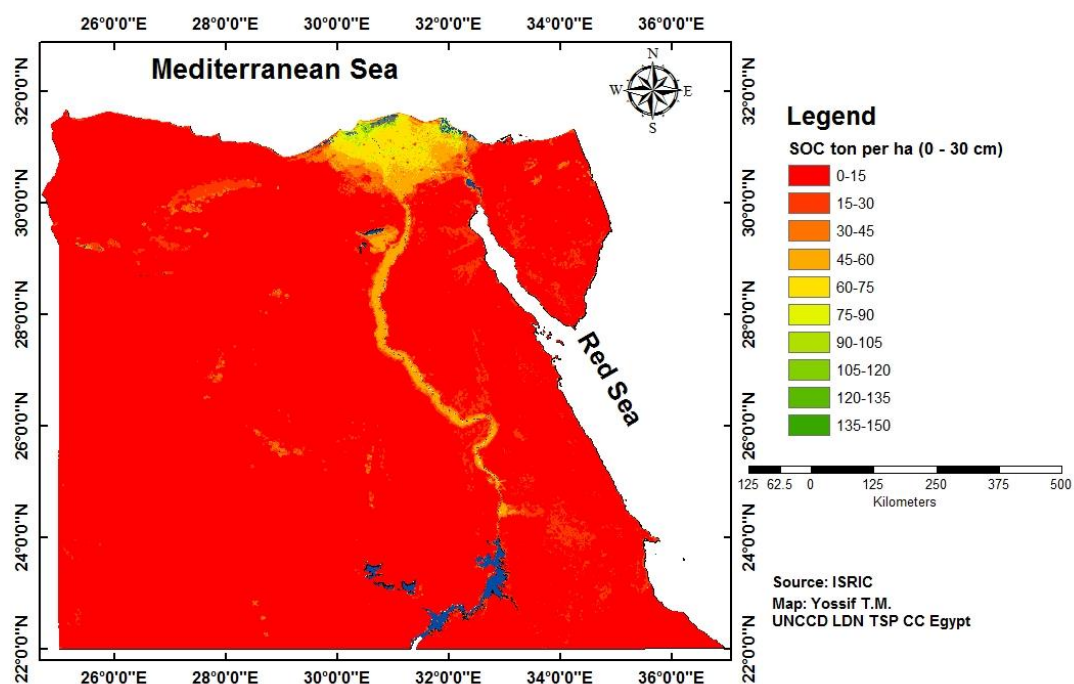 26°0'0"E 28°0'0"E 30°0'0"E 32°0'0"E 34°0'0"E 36°0'0"E
Mediterranean Sea
N
W E
S
32°0'0"N 32°0'0"N
30°0'0"N 30°0'0"N
28°0'0"N 28°0'0"N
26°0'0"N 26°0'0"N
24°0'0"N 24°0'0"N
22°0'0"N 22°0'0"N
Red Sea
26°0'0"E 28°0'0"E 30°0'0"E 32°0'0"E 34°0'0"E 36°0'0"E
Legend
SOC ton per ha (0 - 30 cm)
0-15
15-30
30-45
45-60
60-75
75-90
90-105
105-120
120-135
135-150
125 62.5 0 125 250 375 500
Kilometers
Source: ISRIC
Map: Yossif T.M.
UNCCD LDN TSP CC Egypt